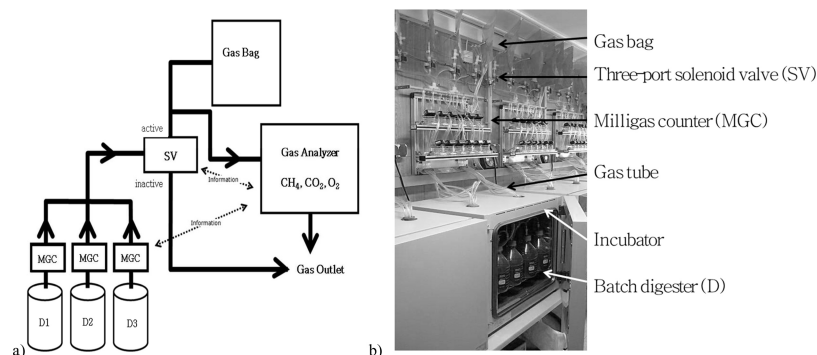 Gas Bag
active
SV
inactive
Information
Gas Analyzer
CH₄, CO₂, O₂
Information
MGC
MGC
MGC
Gas Outlet
D1
D2
D3
a)
Gas bag
Three-port solenoid valve (SV)
Milligas counter (MGC)
Gas tube
Incubator
Batch digester (D)
b)